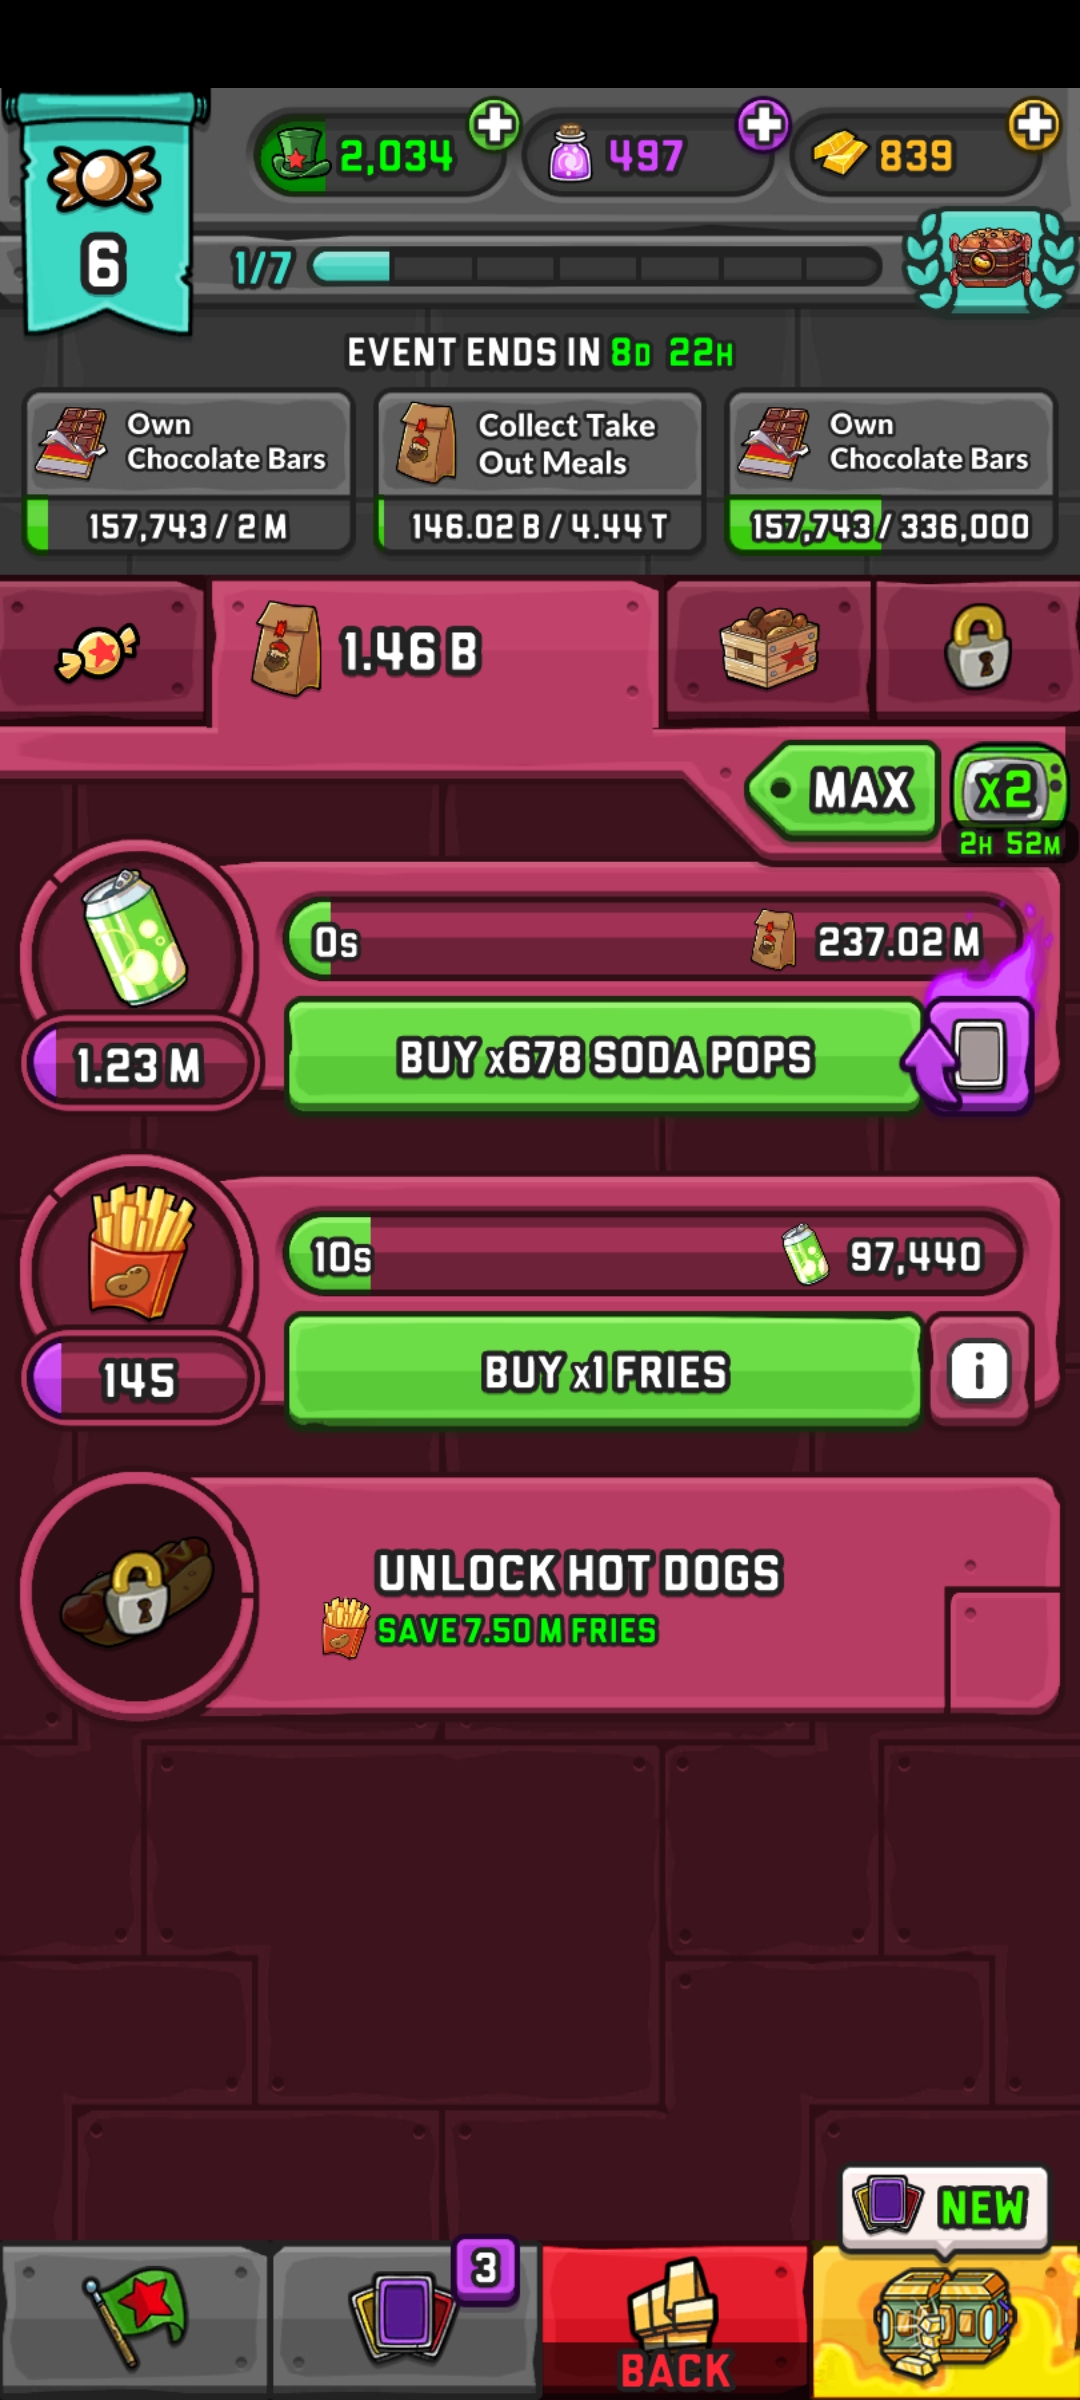 2,034
497
839
6
1/7
EVENT ENDS IN 8D 22H
Own
Chocolate Bars
157,743 / 2 M
Collect Take
Out Meals
146.02 B / 4.44 T
Own
Chocolate Bars
157,743 / 336,000
1.46 B
MAX
x2
2H 52M
0s
237.02 M
1.23 M
BUY x678 SODA POPS
10s
97,440
145
BUY x1 FRIES
i
UNLOCK HOT DOGS
SAVE 7.50 M FRIES
NEW
3
BACK